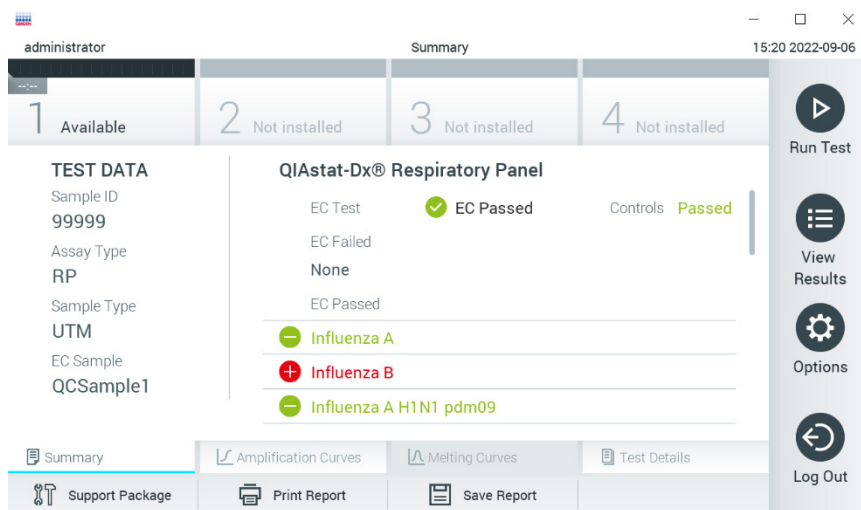 QIAGEN
administrator Summary 15:20 2022-09-06
--:--
1 Available 2 Not installed 3 Not installed 4 Not installed
Run Test
TEST DATA
Sample ID
99999
Assay Type
RP
Sample Type
UTM
EC Sample
QCSample1
QIAstat-Dx® Respiratory Panel
EC Test EC Passed Controls Passed
EC Failed
None
EC Passed
Influenza A
Influenza B
Influenza A H1N1 pdm09
View
Results
Options
Log Out
Summary Amplification Curves Melting Curves Test Details
Support Package Print Report Save Report